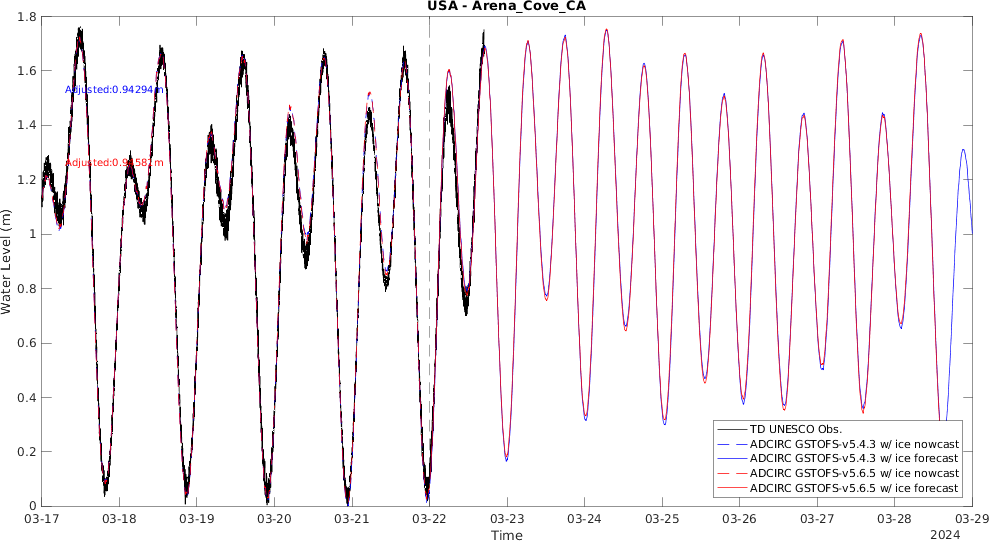 USA - Arena_Cove_CA
1.8
1.6
1.4
1.2
1
0.8
0.6
0.4
0.2
0
Water Level (m)
Adjusted:0.94294m
TD UNESCO Obs.
ADCIRC GSTOFS-v5.4.3 w/ ice nowcast
ADCIRC GSTOFS-v5.4.3 w/ ice forecast
ADCIRC GSTOFS-v5.6.5 w/ ice nowcast
ADCIRC GSTOFS-v5.6.5 w/ ice forecast
03-17 03-18 03-19 03-20 03-21 03-22 03-23 03-24 03-25 03-26 03-27 03-28 03-29
Time
2024